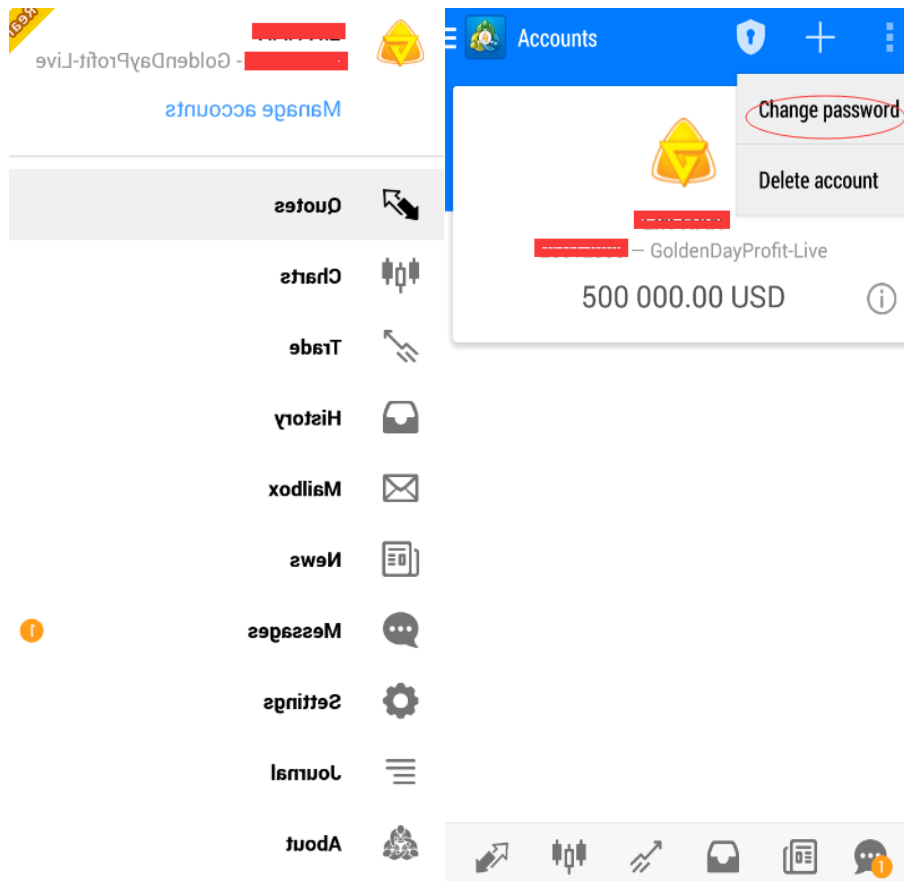 Real
- GoldenDayProfit-Live
Manage accounts
Quotes
Charts
Trade
History
Mailbox
News
Messages
1
Settings
Journal
About
Accounts
Change password
Delete account
— GoldenDayProfit-Live
500 000.00 USD
1